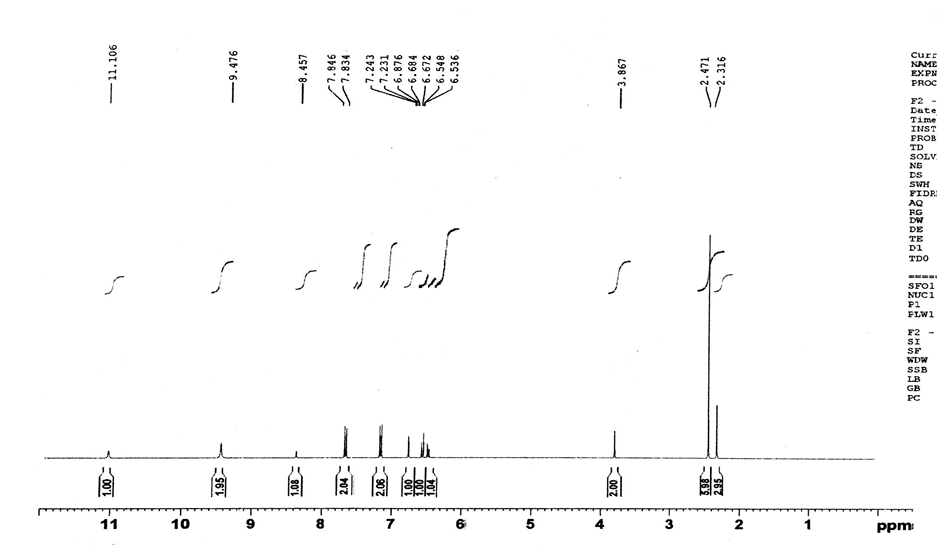 11.106
9.476
8.457
7.846
7.834
7.243
7.231
6.876
6.684
6.672
6.548
6.536
3.867
2.471
2.316
Curr
NAME
EXPN
PROC
F2 -
Date
Time
INST
PROB
TD
SOLV
NS
DS
SWH
FIDR
AQ
RG
DW
DE
TE
D1
TD0
====
SFO1
NUC1
P1
PLW1
F2 -
SI
SF
WDW
SSB
LB
GB
PC
1.00
1.95
1.08
2.04
2.06
1.00
1.00
1.04
2.00
5.98
2.95
11 10 9 8 7 6 5 4 3 2 1 ppm